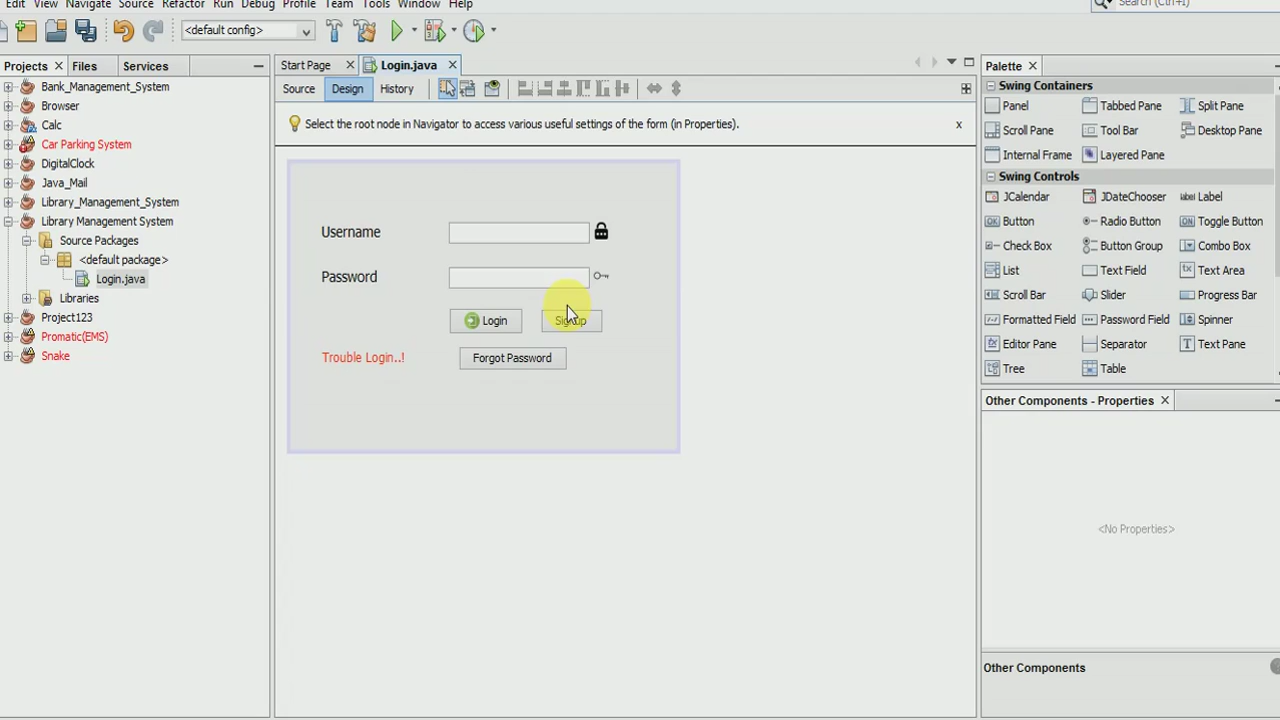 Edit View Navigate Source Refactor Run Debug Profile Team Tools Window Help
Search (Ctrl+I)
<default config>
Projects Files Services
Start Page Login.java
Palette
Source Design History
Select the root node in Navigator to access various useful settings of the form (in Properties).
Bank_Management_System
Browser
Calc
Car Parking System
DigitalClock
Java_Mail
Library_Management_System
Library Management System
Source Packages
<default package>
Login.java
Libraries
Project123
Promatic(EMS)
Snake
Username
Password
Login
Trouble Login..! Forgot Password
Swing Containers
Panel Tabbed Pane Split Pane
Scroll Pane Tool Bar Desktop Pane
Internal Frame Layered Pane
Swing Controls
JCalendar JDateChooser label Label
Button Radio Button ON Toggle Button
Check Box Button Group Combo Box
List Text Field Text Area
Scroll Bar Slider Progress Bar
Formatted Field Password Field Spinner
Editor Pane Separator Text Pane
Tree Table
Other Components - Properties
<No Properties>
Other Components